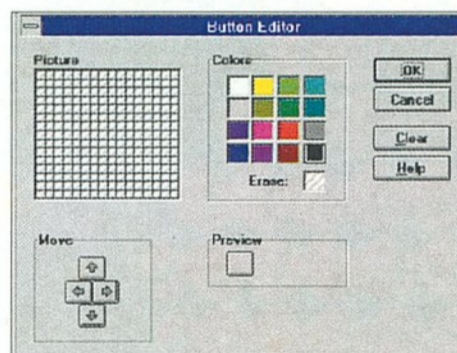 Button Editor
Picture
Colors
OK
Cancel
Clear
Help
Erase:
Move
Preview